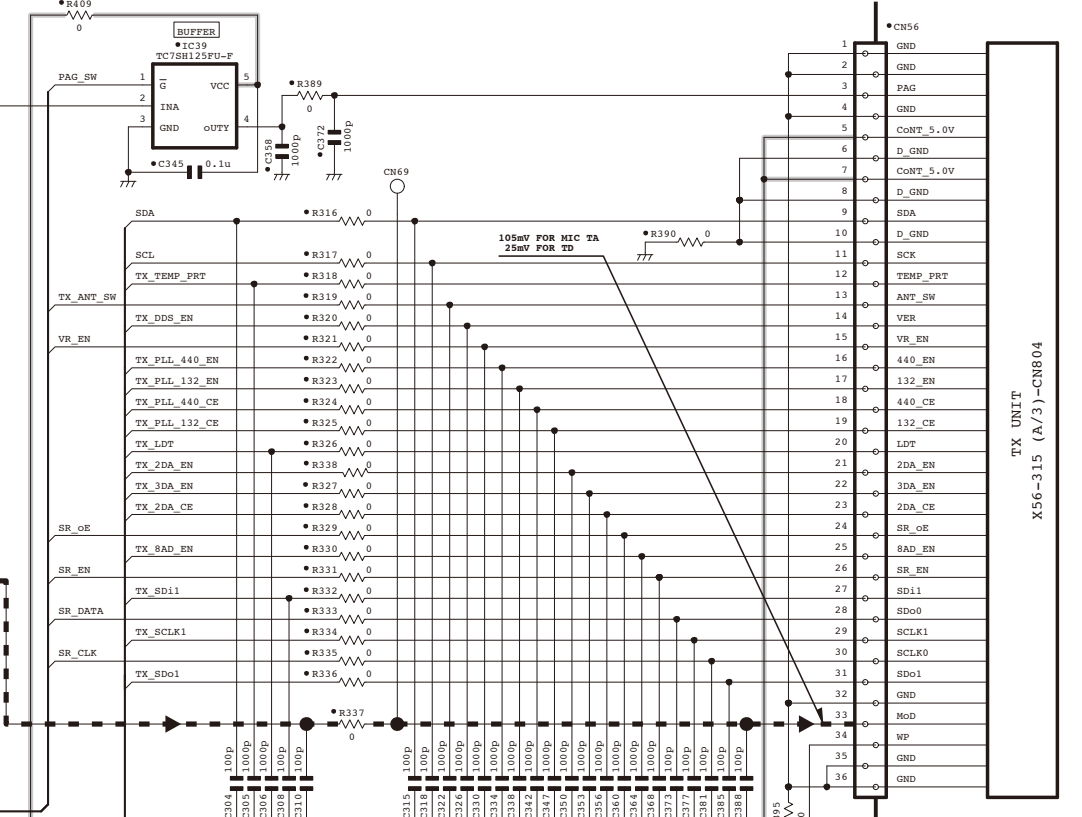 R409
0
BUFFER
IC39
TC7SH125FU-F
PAG_SW
1
G
VCC
5
2
INA
3
GND
oUTY
4
C345
0.1u
R389
0
C358
1000p
C372
1000p
CN69
CN56
1
GND
2
GND
3
PAG
4
GND
5
CoNT_5.0V
6
D_GND
7
CoNT_5.0V
8
D_GND
SDA
R316
0
9
SDA
105mV FOR MIC TA
25mV FOR TD
R390
0
10
D_GND
SCL
R317
0
11
SCK
TX_TEMP_PRT
R318
0
12
TEMP_PRT
TX_ANT_SW
R319
0
13
ANT_SW
TX_DDS_EN
R320
0
14
VER
VR_EN
R321
0
15
VR_EN
TX_PLL_440_EN
R322
0
16
440_EN
TX_PLL_132_EN
R323
0
17
132_EN
TX_PLL_440_CE
R324
0
18
440_CE
TX_PLL_132_CE
R325
0
19
132_CE
TX_LDT
R326
0
20
LDT
TX_2DA_EN
R338
0
21
2DA_EN
TX_3DA_EN
R327
0
22
3DA_EN
TX_2DA_CE
R328
0
23
2DA_CE
SR_oE
R329
0
24
SR_oE
TX_8AD_EN
R330
0
25
8AD_EN
SR_EN
R331
0
26
SR_EN
TX_SDi1
R332
0
27
SDi1
SR_DATA
R333
0
28
SDo0
TX_SCLK1
R334
0
29
SCLK1
SR_CLK
R335
0
30
SCLK0
TX_SDo1
R336
0
31
SDo1
32
GND
R337
0
33
MoD
34
WP
35
GND
36
GND
TX UNIT
X56-315 (A/3)-CN804
C304
100p
C305
1000p
C306
1000p
C308
100p
C310
1000p
C315
100p
C318
100p
C322
1000p
C326
1000p
C330
1000p
C334
1000p
C338
1000p
C342
1000p
C347
1000p
C350
1000p
C353
1000p
C356
1000p
C360
1000p
C364
1000p
C368
1000p
C373
100p
C377
100p
C381
100p
C385
100p
C388
100p